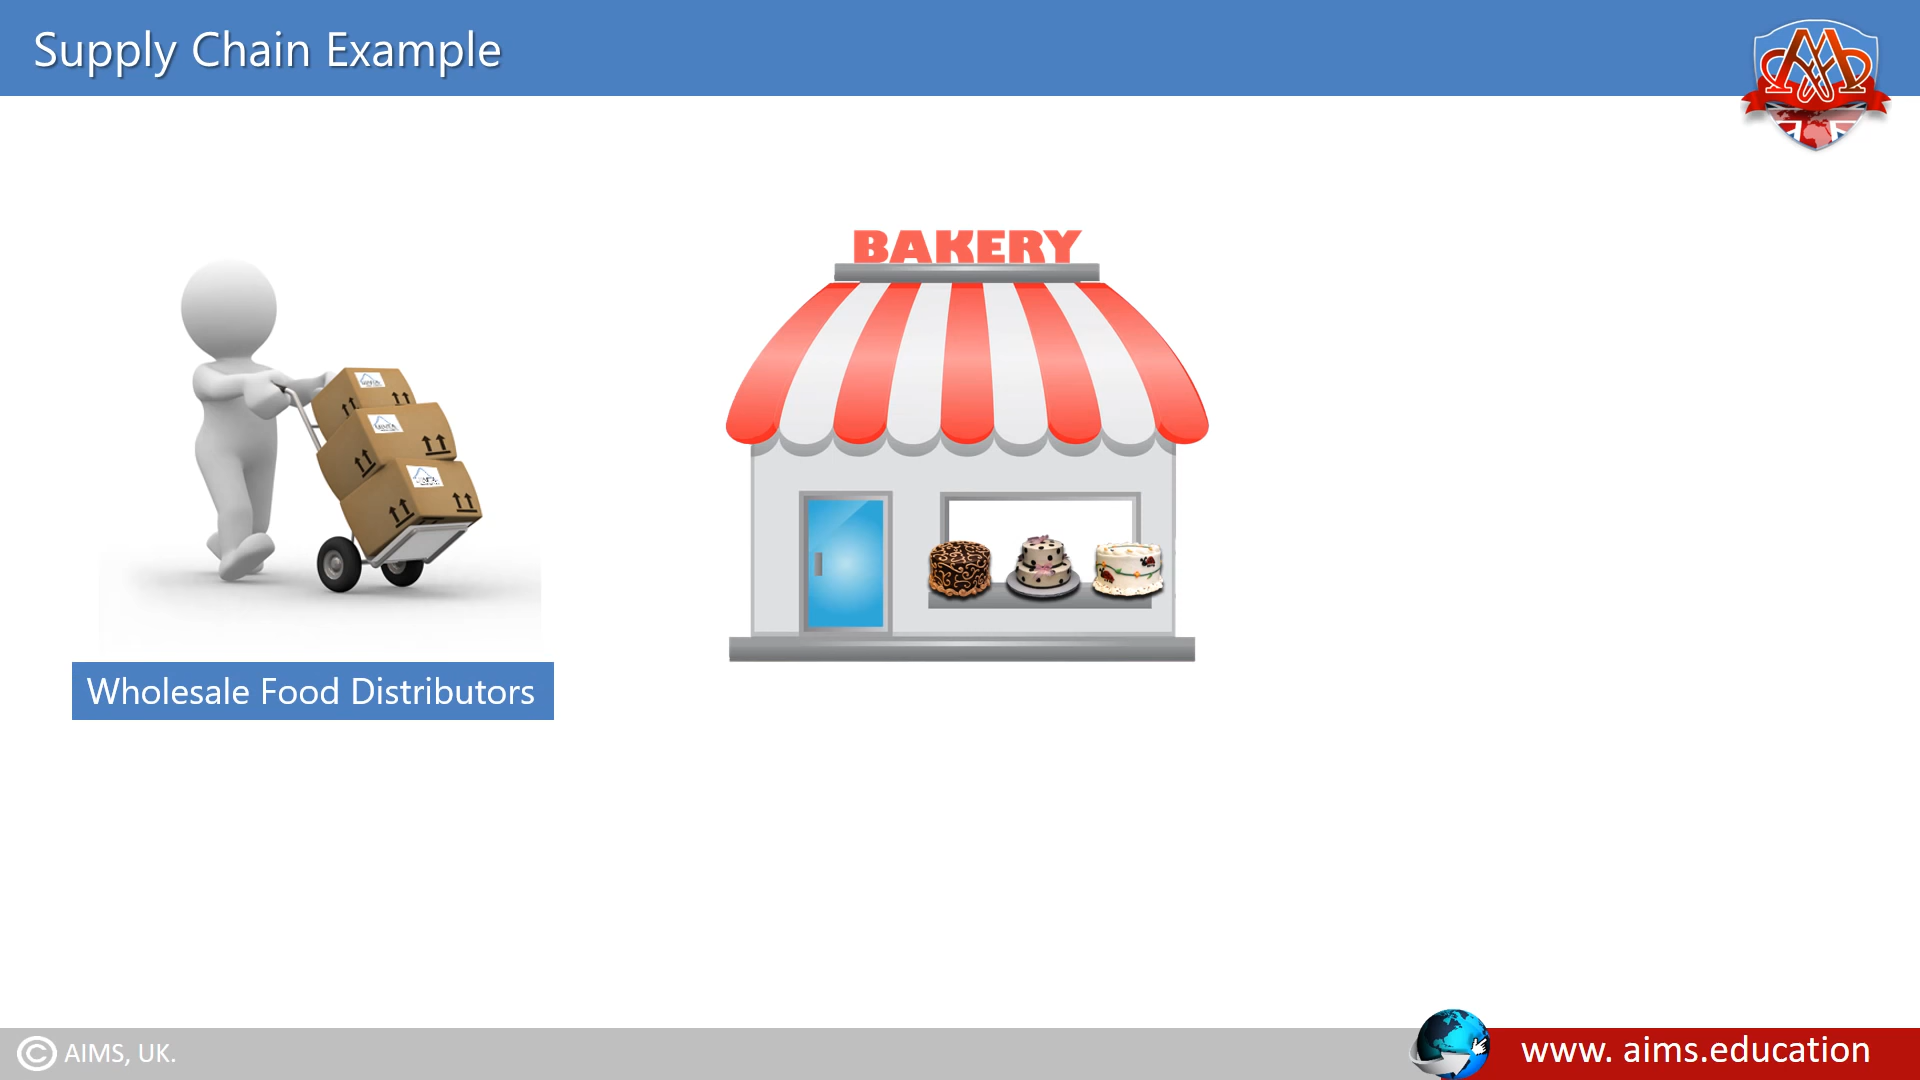 Supply Chain Example
BAKERY
Wholesale Food Distributors
© AIMS, UK.
www. aims.education